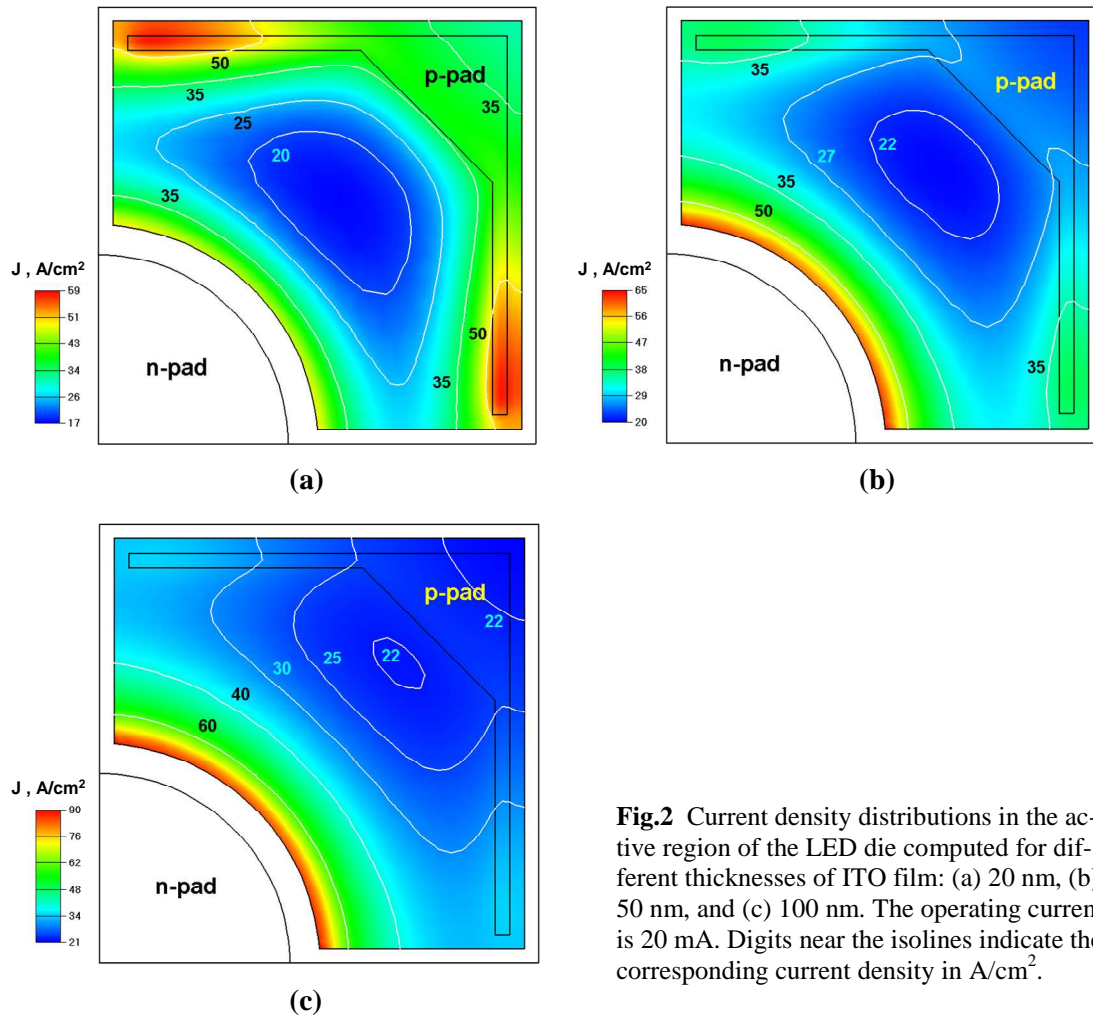 50
p-pad
35
35
25
20
35
50
35
J , A/cm²
59
51
43
34
26
17
n-pad
(a)
35
p-pad
27
22
35
50
35
J , A/cm²
65
56
47
38
29
20
n-pad
(b)
p-pad
22
30
25
22
40
60
J , A/cm²
90
76
62
48
34
21
n-pad
(c)
Fig.2 Current density distributions in the ac-
tive region of the LED die computed for dif-
ferent thicknesses of ITO film: (a) 20 nm, (b)
50 nm, and (c) 100 nm. The operating curren
is 20 mA. Digits near the isolines indicate the
corresponding current density in A/cm².